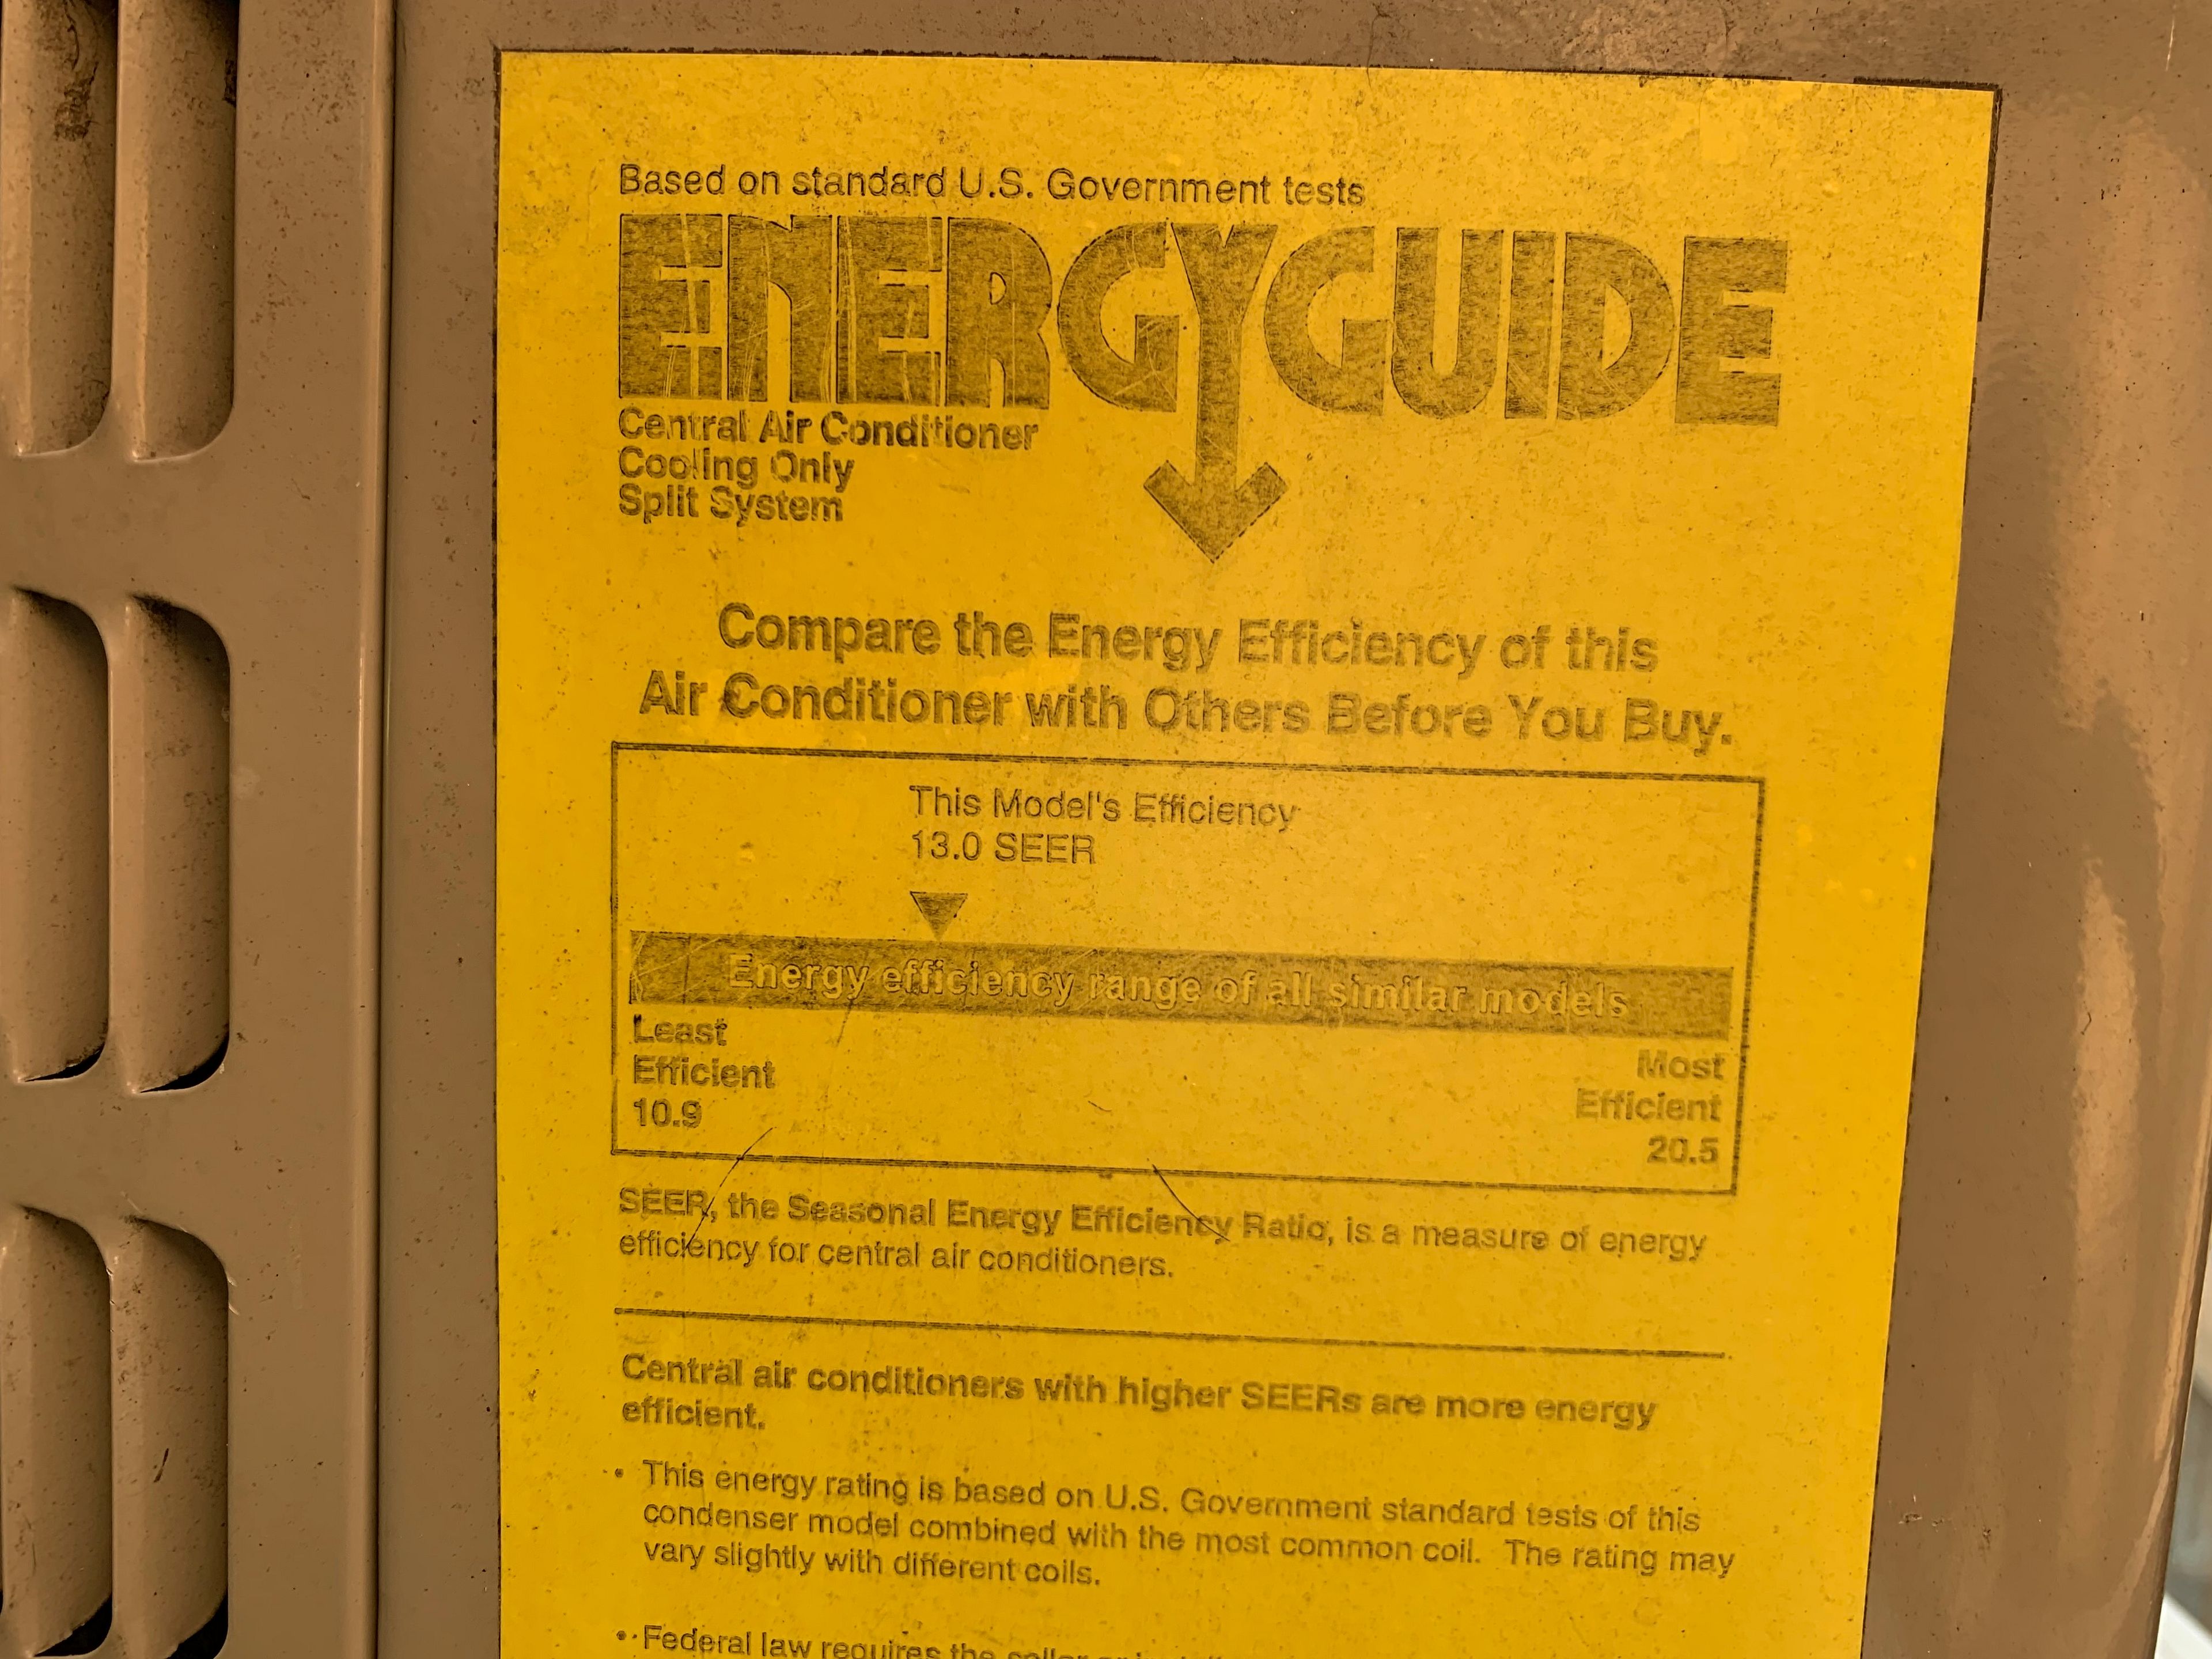 Based on standard U.S. Government tests
ENERGYGUIDE
Central Air Conditioner
Cooling Only
Split System
Compare the Energy Efficiency of this
Air Conditioner with Others Before You Buy.
This Model's Efficiency
13.0 SEER
Energy efficiency range of all similar models
Least
Efficient
10.9
Most
Efficient
20.5
SEER, the Seasonal Energy Efficiency Ratio, is a measure of energy
efficiency for central air conditioners.
Central air conditioners with higher SEERs are more energy
efficient.
• This energy rating is based on U.S. Government standard tests of this
condenser model combined with the most common coil. The rating may
vary slightly with different coils.
• Federal law requires the seller or